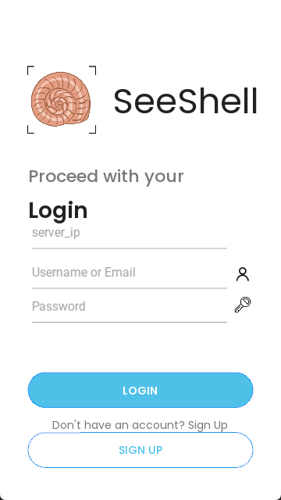 SeeShell
Proceed with your
Login
server_ip
Username or Email
Password
LOGIN
Don't have an account? Sign Up
SIGN UP